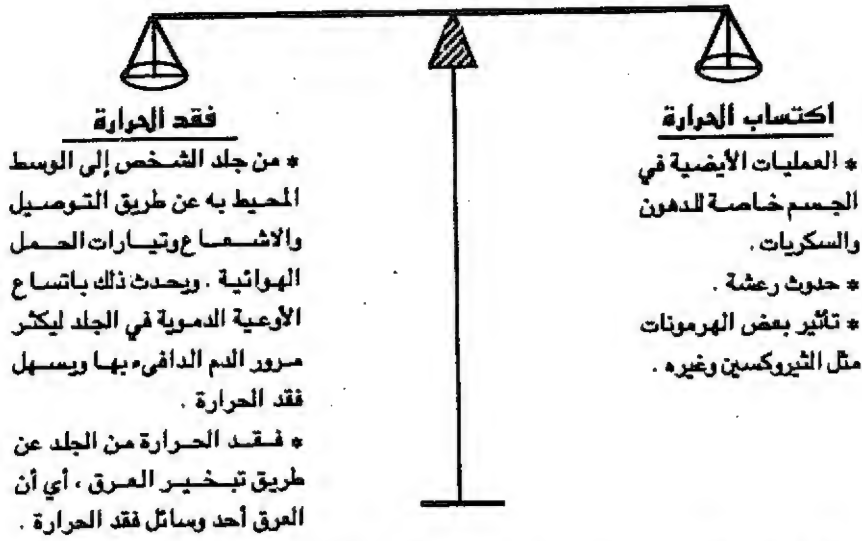 اكتساب الحرارة
* العمليات الأيضية في
الجسم خاصة للدهون
والسكريات .
* حدوث رعشة .
* تأثير بعض الهرمونات
مثل الثيروكسين وغيره .
فقد الحرارة
* من جلد الشخص إلى الوسط
المحيط به عن طريق التوصيل
والاشعاع وتيارات الحمل
الهوائية . ويحدث ذلك باتساع
الأوعية الدموية في الجلد ليكثر
مرور الدم الدافىء بها ويسهل
فقد الحرارة .
* فقد الحرارة من الجلد عن
طريق تبخير العرق ، أي أن
العرق أحد وسائل فقد الحرارة .